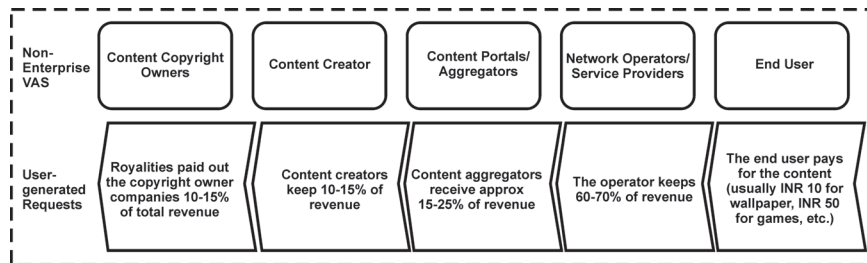 Non-
Enterprise
VAS
Content Copyright
Owners
Content Creator
Content Portals/
Aggregators
Network Operators/
Service Providers
End User
User-
generated
Requests
Royalities paid out
the copyright owner
companies 10-15%
of total revenue
Content creators
keep 10-15% of
revenue
Content aggregators
receive approx
15-25% of revenue
The operator keeps
60-70% of revenue
The end user pays
for the content
(usually INR 10 for
wallpaper, INR 50
for games, etc.)